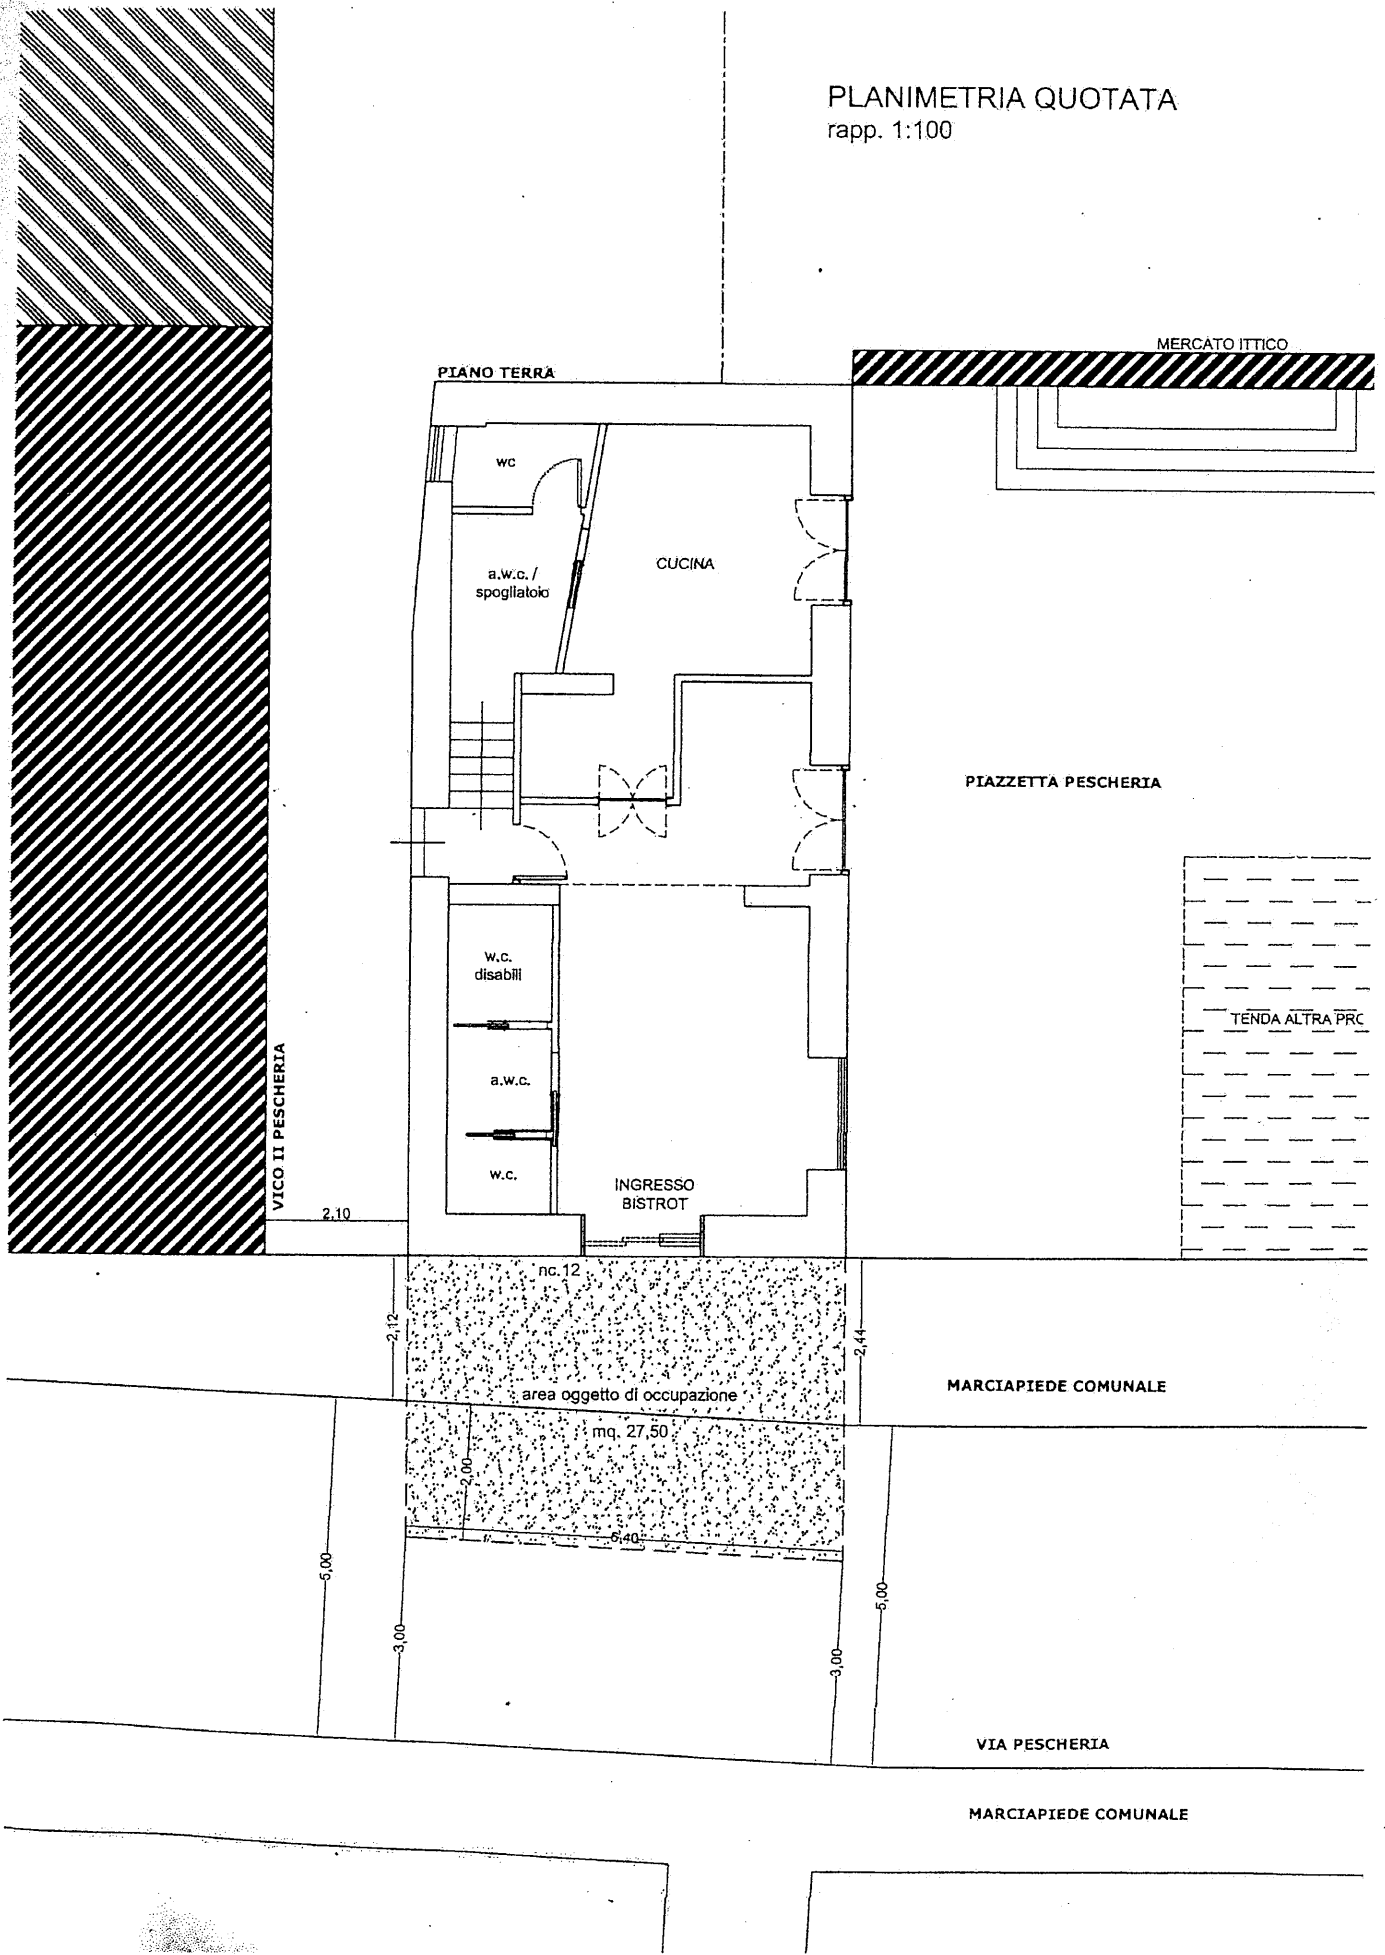 PLANIMETRIA QUOTATA
rapp. 1:100
MERCATO ITTICO
PIANO TERRA
wc
CUCINA
a.w.c. /
spogliatoio
PIAZZETTA PESCHERIA
w.c.
disabili
TENDA ALTRA PRC
a.w.c.
VICO II PESCHERIA
w.c.
INGRESSO
BISTROT
2,10
nc.12
2,12
2,44
MARCIAPIEDE COMUNALE
area oggetto di occupazione
mq. 27,50
2,00
6,40
5,00
5,00
3,00
3,00
VIA PESCHERIA
MARCIAPIEDE COMUNALE